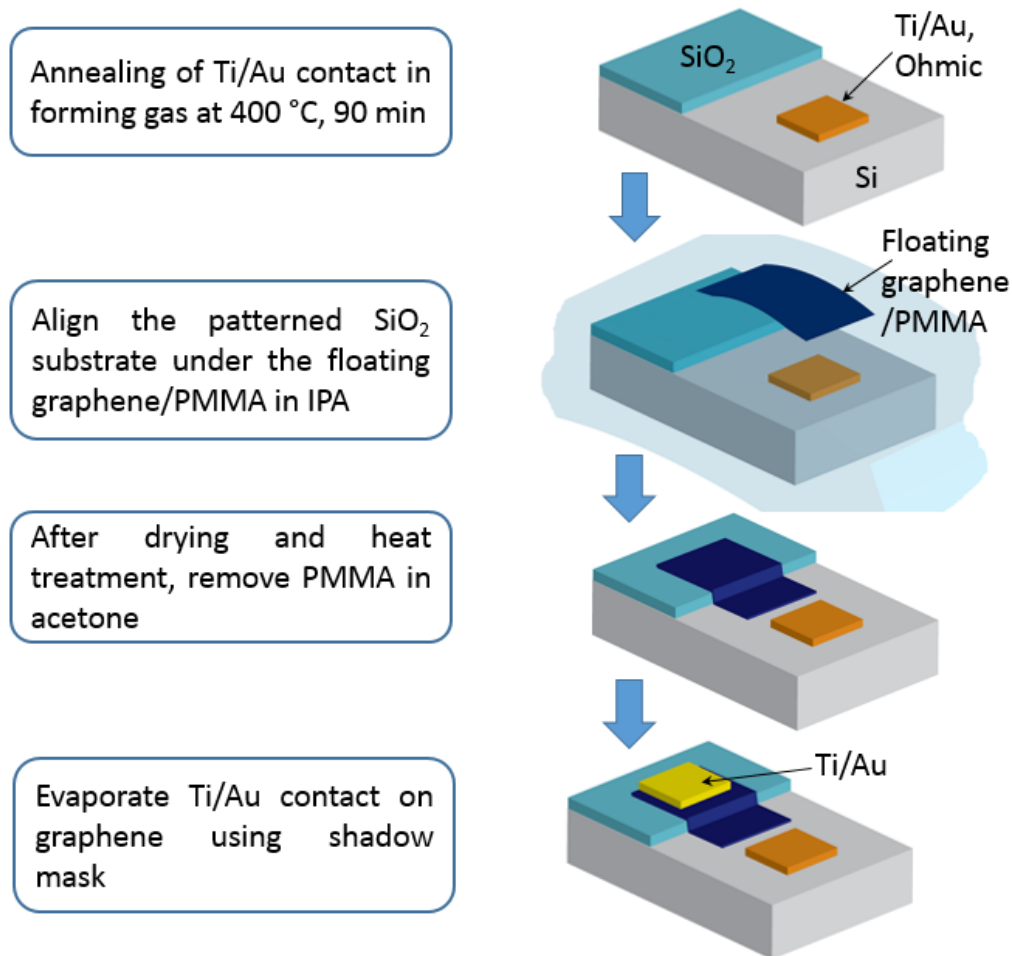 Annealing of Ti/Au contact in
forming gas at 400 °C, 90 min
SiO₂
Ti/Au,
Ohmic
Si
Align the patterned SiO₂
substrate under the floating
graphene/PMMA in IPA
Floating
graphene
/PMMA
After drying and heat
treatment, remove PMMA in
acetone
Evaporate Ti/Au contact on
graphene using shadow
mask
Ti/Au